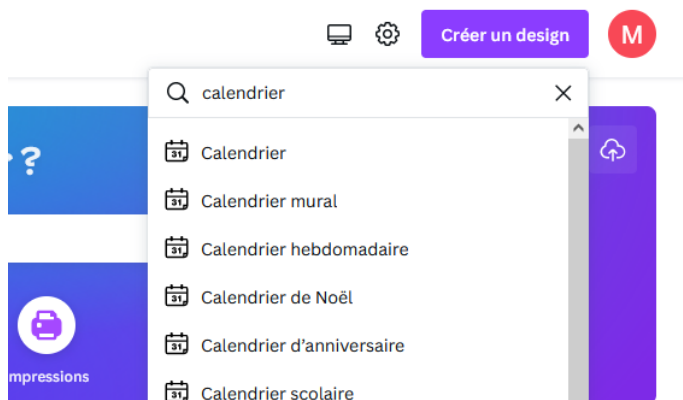 Créer un design
M
calendrier
?
Calendrier
Calendrier mural
Calendrier hebdomadaire
Calendrier de Noël
Calendrier d’anniversaire
mpressions
Calendrier scolaire